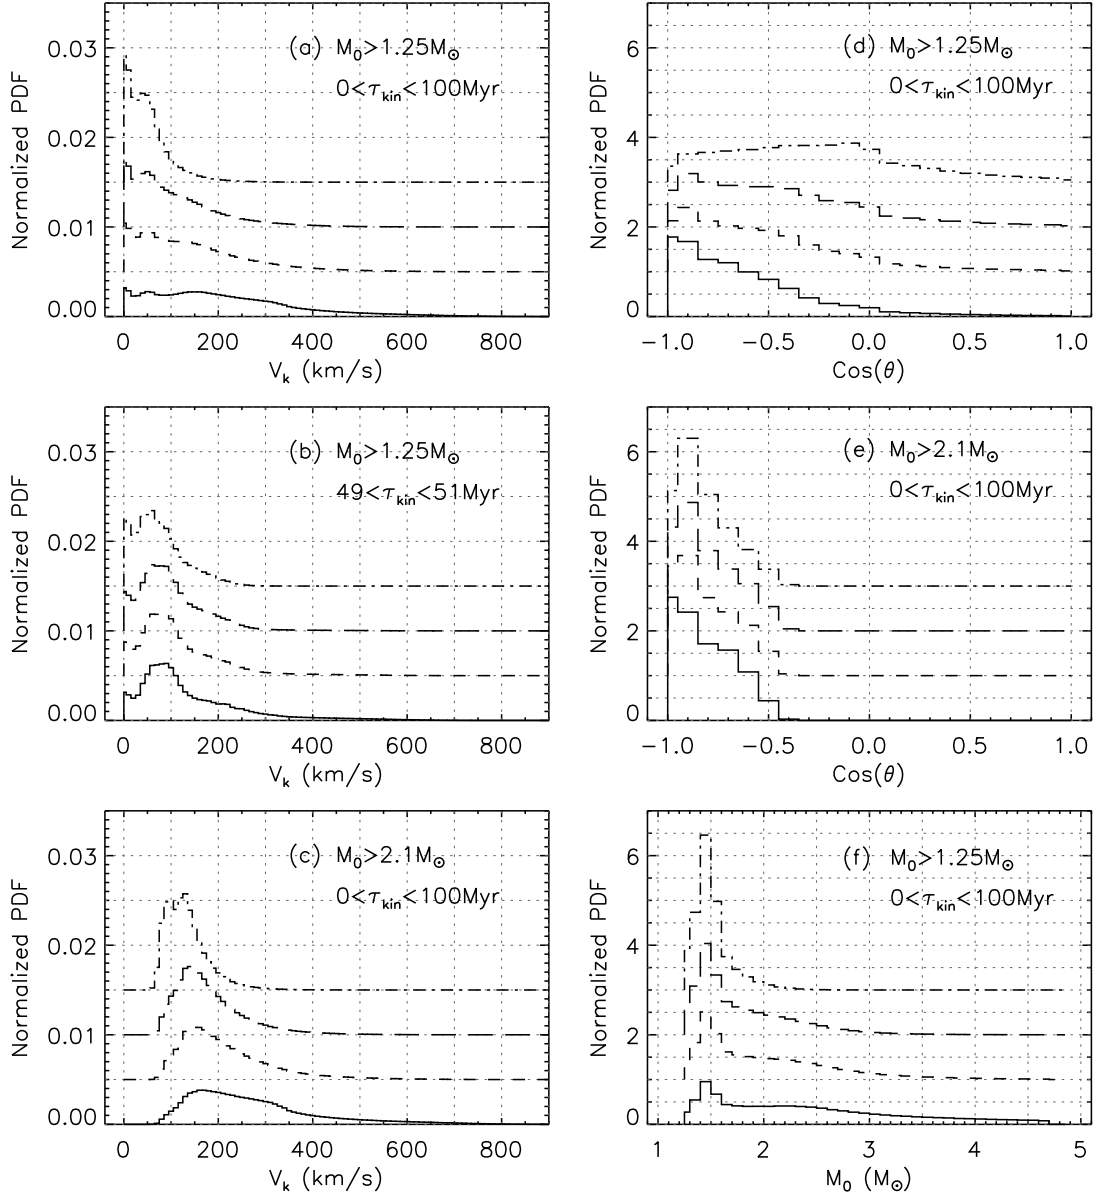 (a) M₀>1.25M⊙
0<τkin<100Myr
Normalized PDF
0.03
0.02
0.01
0.00
0 200 400 600 800
Vk (km/s)
(d) M₀>1.25M⊙
0<τkin<100Myr
Normalized PDF
6
4
2
0
−1.0 −0.5 0.0 0.5 1.0
Cos(θ)
(b) M₀>1.25M⊙
49<τkin<51Myr
Normalized PDF
0.03
0.02
0.01
0.00
0 200 400 600 800
Vk (km/s)
(e) M₀>2.1M⊙
0<τkin<100Myr
Normalized PDF
6
4
2
0
−1.0 −0.5 0.0 0.5 1.0
Cos(θ)
(c) M₀>2.1M⊙
0<τkin<100Myr
Normalized PDF
0.03
0.02
0.01
0.00
0 200 400 600 800
Vk (km/s)
(f) M₀>1.25M⊙
0<τkin<100Myr
Normalized PDF
6
4
2
0
1 2 3 4 5
M₀ (M⊙)